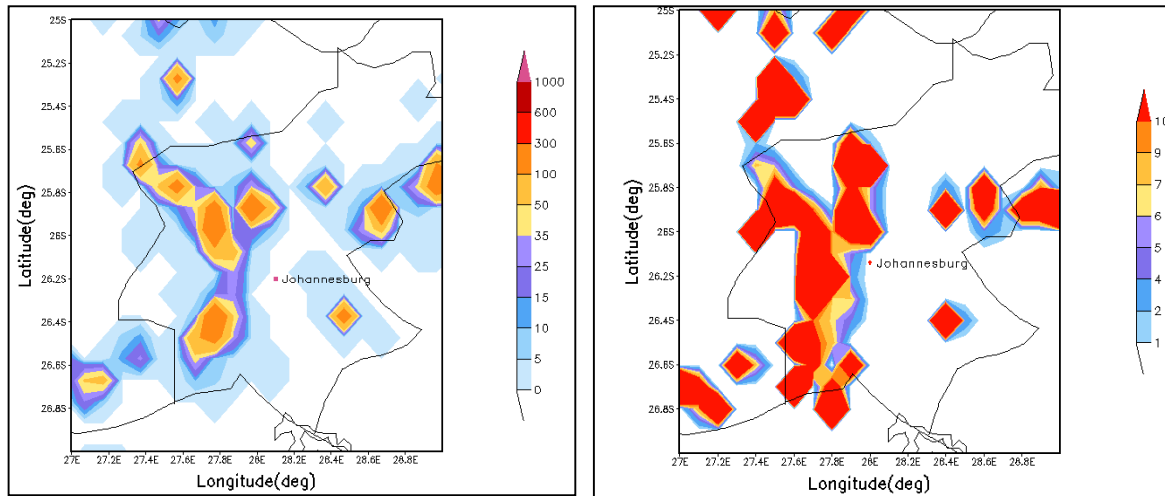 25S
25.2S
25.4S
25.6S
25.8S
26S
26.2S
26.4S
26.6S
26.8S
Latitude(deg)
Johannesburg
27E 27.2E 27.4E 27.6E 27.8E 28E 28.2E 28.4E 28.6E 28.8E
Longitude(deg)
1000
600
300
100
50
35
25
15
10
5
0
25S
25.2S
25.4S
25.6S
25.8S
26S
26.2S
26.4S
26.6S
26.8S
Latitude(deg)
Johannesburg
27E 27.2E 27.4E 27.6E 27.8E 28E 28.2E 28.4E 28.6E 28.8E
Longitude(deg)
10
9
7
6
5
4
2
1